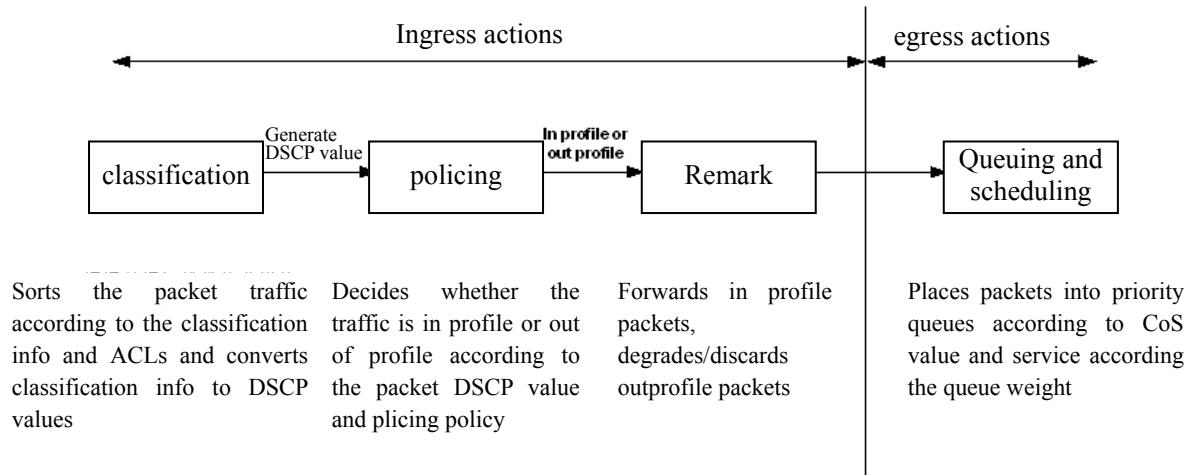 Ingress actions
egress actions
classification
Generate
DSCP value
policing
In profile or
out profile
Remark
Queuing and
scheduling
Sorts the packet traffic
according to the classification
info and ACLs and converts
classification info to DSCP
values
Decides whether the
traffic is in profile or out
of profile according to
the packet DSCP value
and plicing policy
Forwards in profile
packets,
degrades/discards
outprofile packets
Places packets into priority
queues according to CoS
value and service according
the queue weight